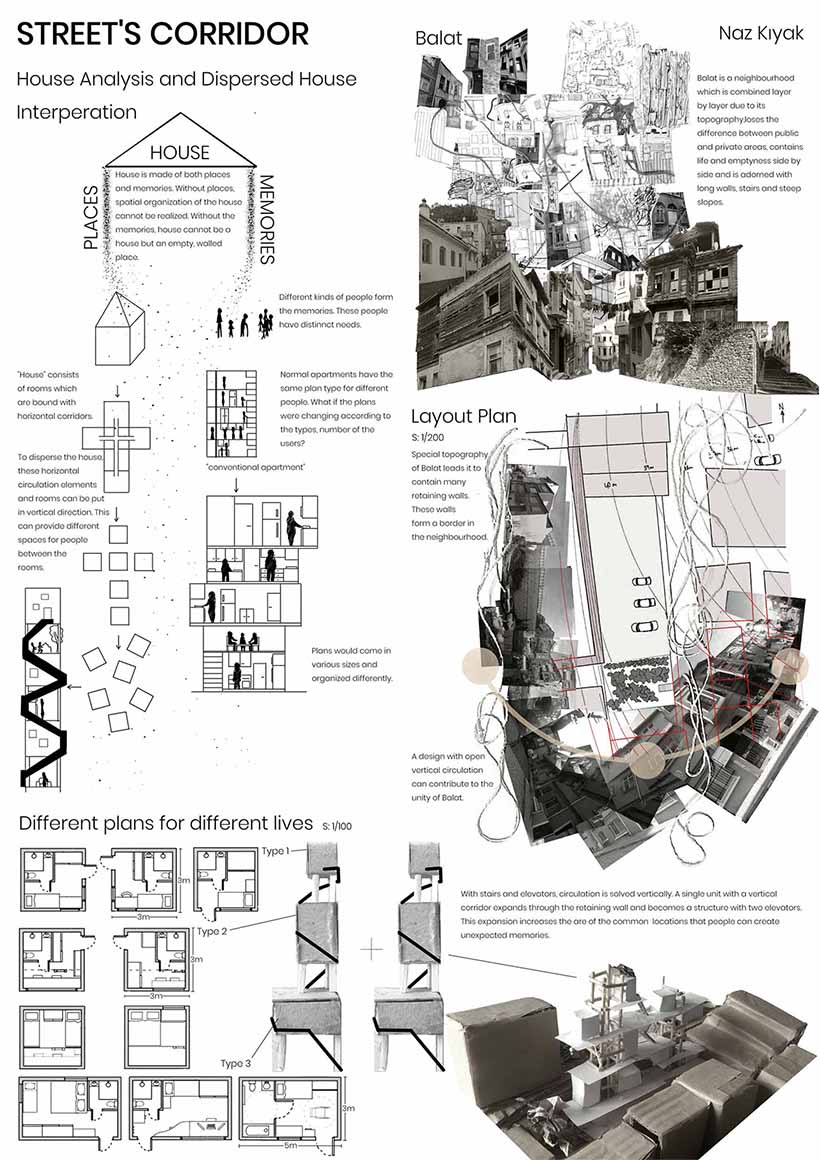 STREET'S CORRIDOR
House Analysis and Dispersed House
Interperation
HOUSE
PLACES
MEMORIES
House is made of both places
and memories. Without places,
spatial organization of the house
cannot be realized. Without the
memories, house cannot be a
house but an empty, walled
place.
Different kinds of people form
the memories. These people
have distinnct needs.
"House" consists
of rooms which
are bound with
horizontal corridors.
Normal apartments have the
same plan type for different
people. What if the plans
were changing according to
the types, number of the
users?
"conventional apartment"
To disperse the house,
these horizontal
circulation elements
and rooms can be put
in vertical direction. This
can provide different
spaces for people
between the
rooms.
Plans would come in
various sizes and
organized differently.
Balat
Naz Kıyak
Balat is a neighbourhood
which is combined layer
by layer due to its
topography.loses the
difference between public
and private areas, contains
life and emptyness side by
side and is adorned with
long walls, stairs and steep
slopes.
Layout Plan
S: 1/200
Special topography
of Balat leads it to
contain many
retaining walls.
These walls
form a border in
the neighbourhood.
N
A design with open
vertical circulation
can contribute to the
unity of Balat.
Different plans for different lives S: 1/100
Type 1
3m
3m
Type 2
3m
3m
Type 3
3m
5m
With stairs and elevators, circulation is solved vertically. A single unit with a vertical
corridor expands through the retaining wall and becomes a structure with two elevators.
This expansion increases the are of the common locations that people can create
unexpected memories.